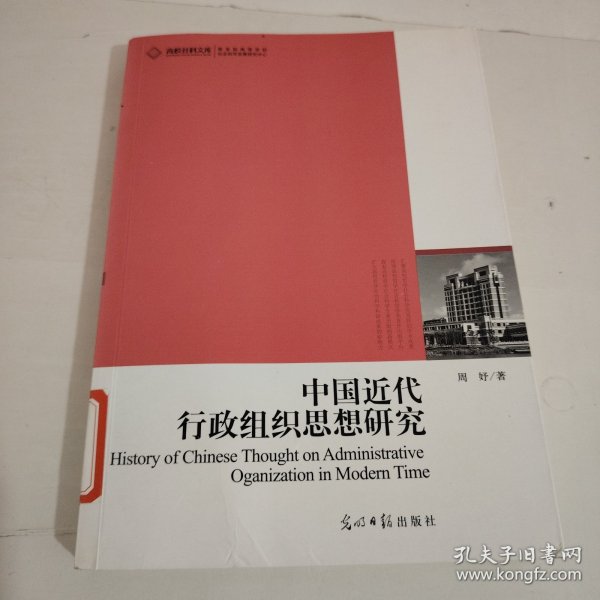 高校社科文库
周 妤/著
中国近代
行政组织思想研究
History of Chinese Thought on Administrative
Oganization in Modern Time
光明日报出版社
孔夫子旧书网
www.kongfz.com